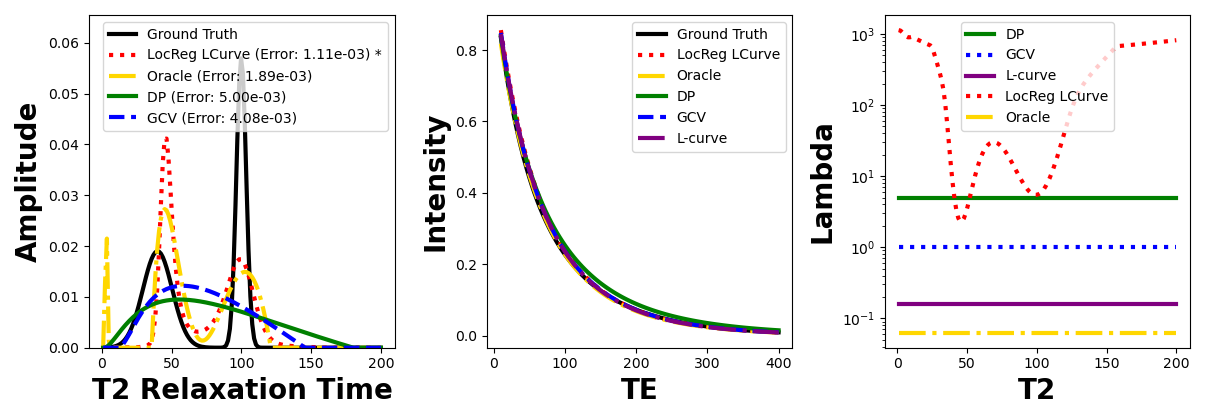 Amplitude
0.06
0.05
0.04
0.03
0.02
0.01
0.00
0 50 100 150 200
T2 Relaxation Time
Ground Truth
LocReg LCurve (Error: 1.11e-03) *
Oracle (Error: 1.89e-03)
DP (Error: 5.00e-03)
GCV (Error: 4.08e-03)
Intensity
0.8
0.6
0.4
0.2
0.0
0 100 200 300 400
TE
Ground Truth
LocReg LCurve
Oracle
DP
GCV
L-curve
Lambda
10³
10²
10¹
10⁰
10⁻¹
0 50 100 150 200
T2
DP
GCV
L-curve
LocReg LCurve
Oracle